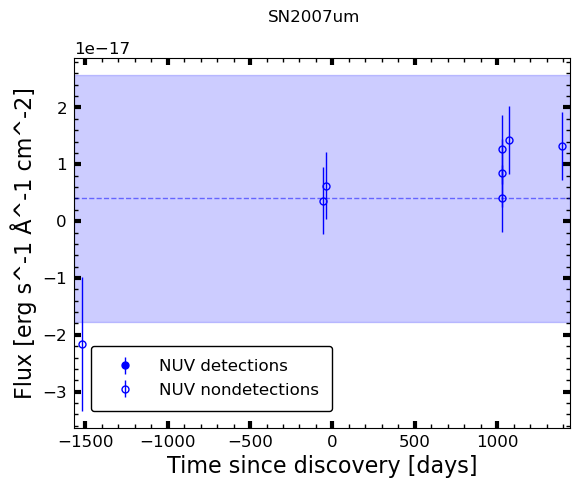 SN2007um
1e−17
Flux [erg s^-1 Å^-1 cm^-2]
2
1
0
−1
−2
−3
NUV detections
NUV nondetections
−1500 −1000 −500 0 500 1000
Time since discovery [days]